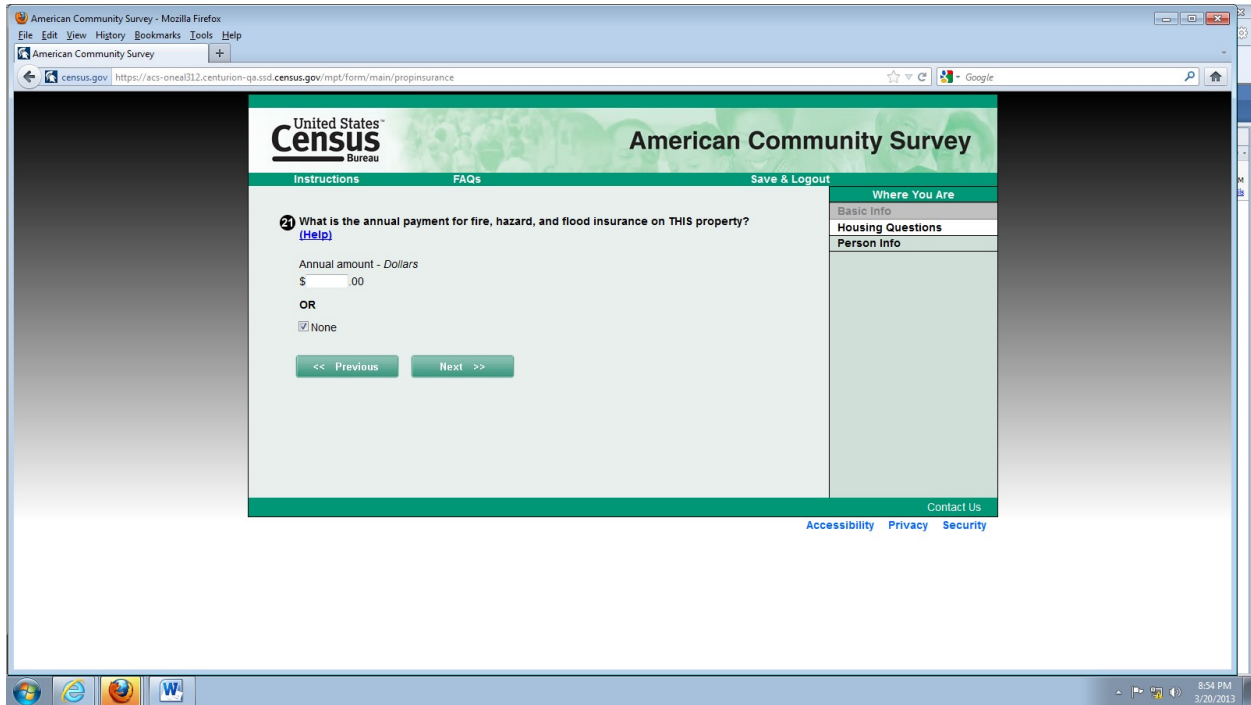 American Community Survey - Mozilla Firefox
File Edit View History Bookmarks Tools Help
American Community Survey +
census.gov https://acs-oneal312.centurion-qa.ssd.census.gov/mpt/form/main/propinsurance Google
United States™
Census
Bureau
American Community Survey
Instructions FAQs Save & Logout
Where You Are
Basic Info
Housing Questions
Person Info
21 What is the annual payment for fire, hazard, and flood insurance on THIS property?
(Help)
Annual amount - Dollars
$ .00
OR
None
<< Previous Next >>
Contact Us
Accessibility Privacy Security
W
8:54 PM
3/20/2013